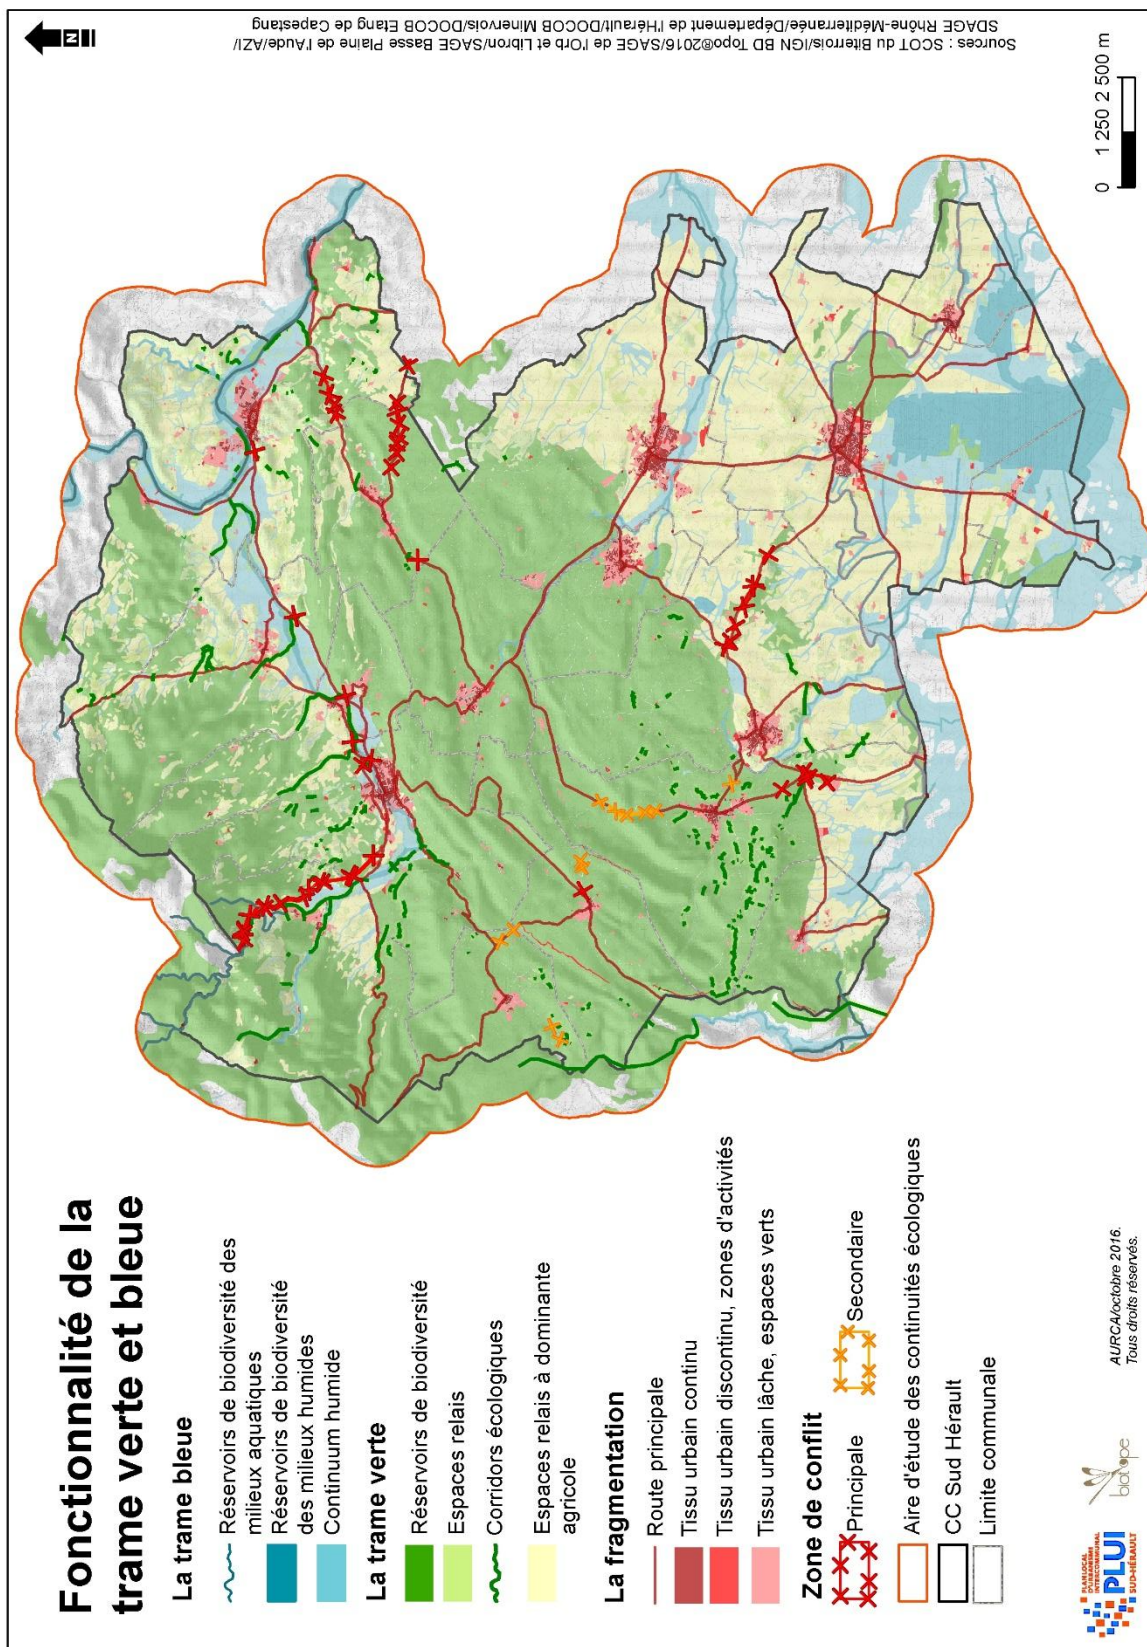 Fonctionnalité de la
trame verte et bleue
La trame bleue
Réservoirs de biodiversité des
milieux aquatiques
Réservoirs de biodiversité
des milieux humides
Continuum humide
La trame verte
Réservoirs de biodiversité
Espaces relais
Corridors écologiques
Espaces relais à dominante
agricole
La fragmentation
Route principale
Tissu urbain continu
Tissu urbain discontinu, zones d'activités
Tissu urbain lâche, espaces verts
Zone de conflit
Principale
Secondaire
Aire d'étude des continuités écologiques
CC Sud Hérault
Limite communale
PLAN LOCAL
D'URBANISME
INTERCOMMUNAL
PLUI
SUD-HÉRAULT
biotope
AURCA/octobre 2016.
Tous droits réservés.
N
Sources : SCOT du Biterrois/IGN BD Topo®2016/SAGE de l'Orb et Libron/SAGE Basse Plaine de l'Aude/AZI/
SDAGE Rhône-Méditerranée/Département de l'Hérault/DOCOB Minervois/DOCOB Etang de Capestang
0 1 250 2 500 m